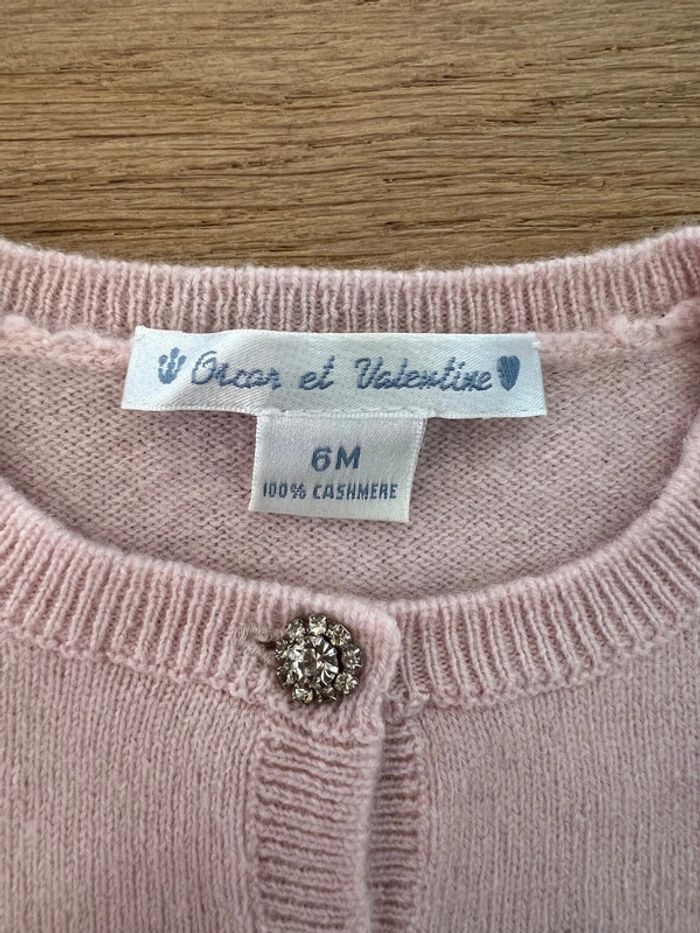 Oscar et Valentine
6M
100% CASHMERE